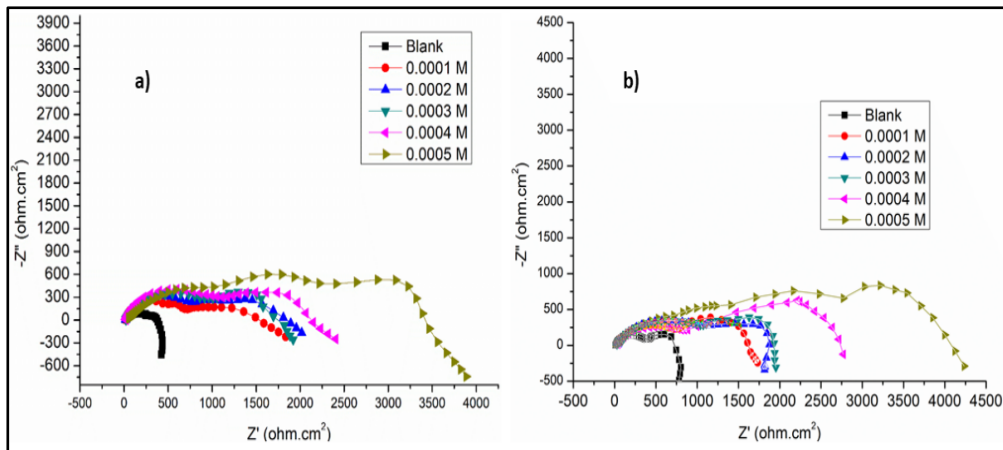 a)
Blank
0.0001 M
0.0002 M
0.0003 M
0.0004 M
0.0005 M
3900
3600
3300
3000
2700
2400
2100
1800
1500
1200
900
600
300
0
-300
-600
-Z'' (ohm.cm²)
-500 0 500 1000 1500 2000 2500 3000 3500 4000
Z' (ohm.cm²)
b)
Blank
0.0001 M
0.0002 M
0.0003 M
0.0004 M
0.0005 M
4500
4000
3500
3000
2500
2000
1500
1000
500
0
-500
-Z'' (ohm.cm²)
-500 0 500 1000 1500 2000 2500 3000 3500 4000 4500
Z' (ohm.cm²)